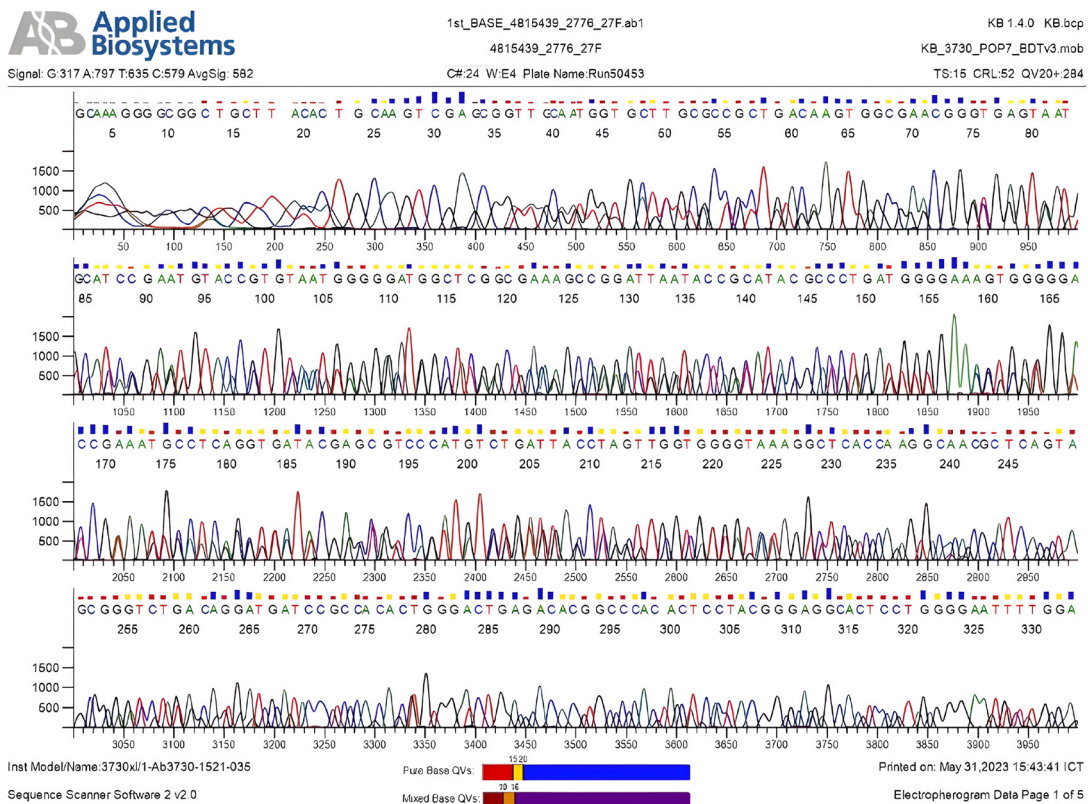 AB Applied Biosystems
1st_BASE_4815439_2776_27F.ab1
KB 1.4.0 KB.bcp
4815439_2776_27F
KB_3730_POP7_BDTv3.mob
Signal: G:317 A:797 T:635 C:579 AvgSig: 582
C#:24 W:E4 Plate Name:Run50453
TS:15 CRL:52 QV20+:284
GCAAAGGGGCGGCTGCTT ACACT GCAAGTCGAGCGGTTGCAATGGTGCTTGCGCCGCTGACAAGTGGCGAACGGGTGAGTAAT
5 10 15 20 25 30 35 40 45 50 55 60 65 70 75 80
1500
1000
500
50 100 150 200 250 300 350 400 450 500 550 600 650 700 750 800 850 900 950
GCATCCGAATGTACCGTGTAATGGGGGATGGCTCGGCGAAAGCCGGATTAATACCGCATACGCCCTGATGGGGAAAGTGGGGGA
85 90 95 100 105 110 115 120 125 130 135 140 145 150 155 160 165
1500
1000
500
1050 1100 1150 1200 1250 1300 1350 1400 1450 1500 1550 1600 1650 1700 1750 1800 1850 1900 1950
CCGAAATGCCTCAGGTGATACGAGCGTCCCATGTCTGATTACCTAGTTGGTGGGGTAAAGGCTCACCAAGGCAACGCTCAGTA
170 175 180 185 190 195 200 205 210 215 220 225 230 235 240 245
1500
1000
500
2050 2100 2150 2200 2250 2300 2350 2400 2450 2500 2550 2600 2650 2700 2750 2800 2850 2900 2950
GCGGGTCTGACAGGATGATCCGCCACACTGGGACTGAGACACGGCCCACACTCCTACGGGAGGCACTCCTGGGGAATTTTGGA
255 260 265 270 275 280 285 290 295 300 305 310 315 320 325 330
1500
1000
500
3050 3100 3150 3200 3250 3300 3350 3400 3450 3500 3550 3600 3650 3700 3750 3800 3850 3900 3950
Inst Model/Name:3730xl/1-Ab3730-1521-035
Pure Base QVs:
15 20
Printed on: May 31,2023 15:43:41 ICT
Sequence Scanner Software 2 v2.0
Mixed Base QVs:
10 16
Electropherogram Data Page 1 of 5